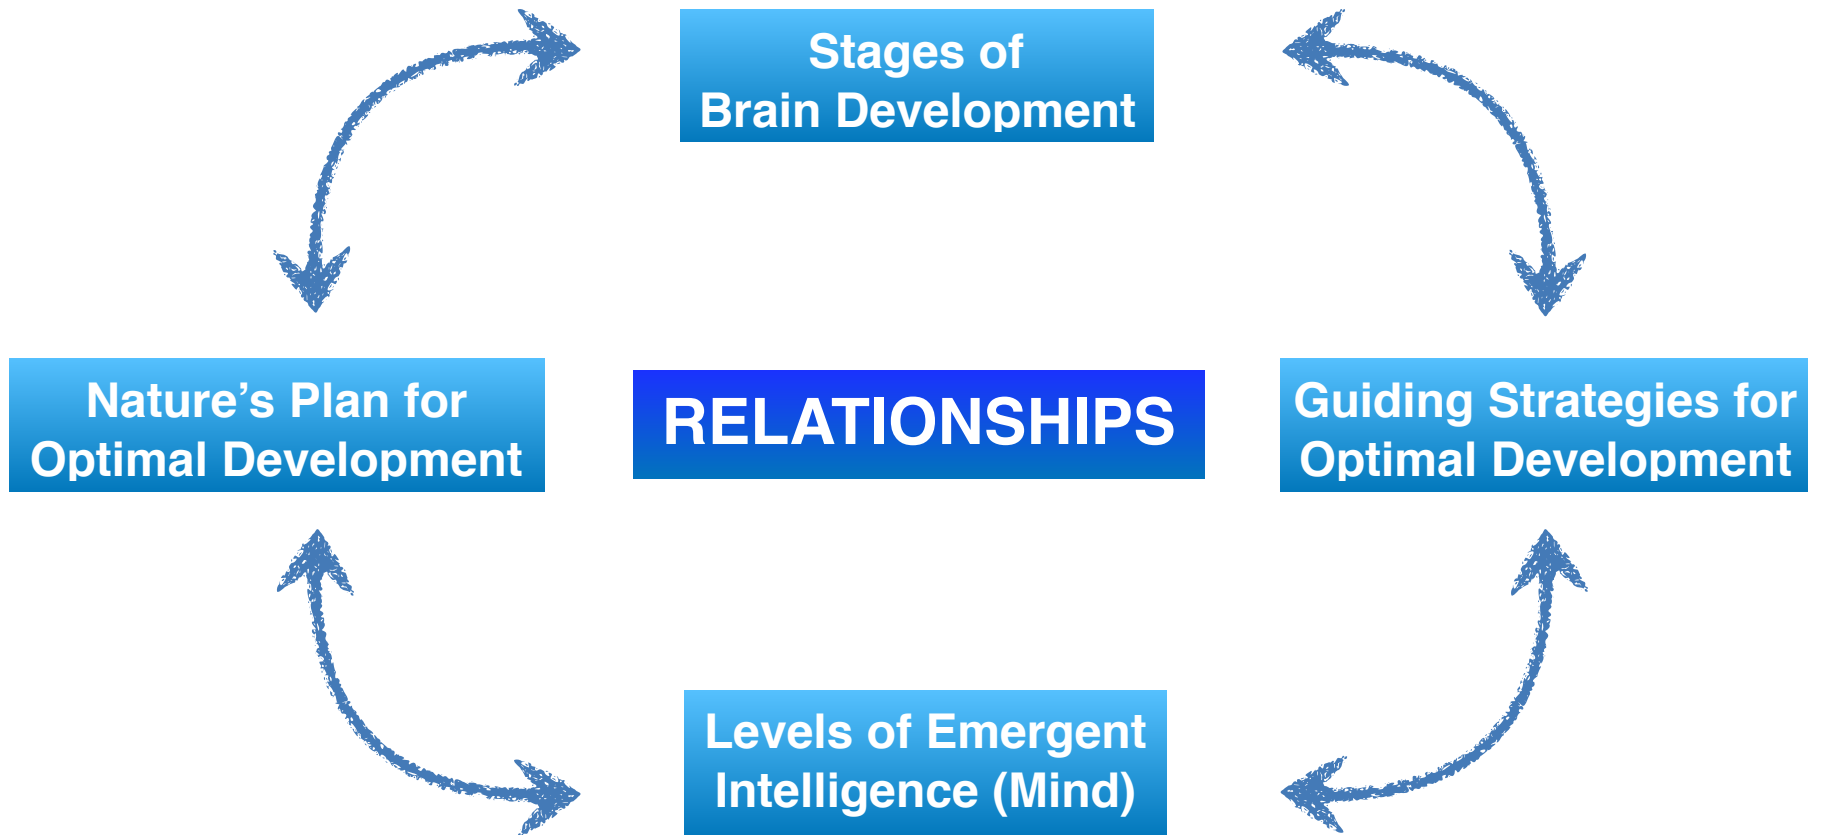 Stages of
Brain Development
Nature’s Plan for
Optimal Development
RELATIONSHIPS
Guiding Strategies for
Optimal Development
Levels of Emergent
Intelligence (Mind)